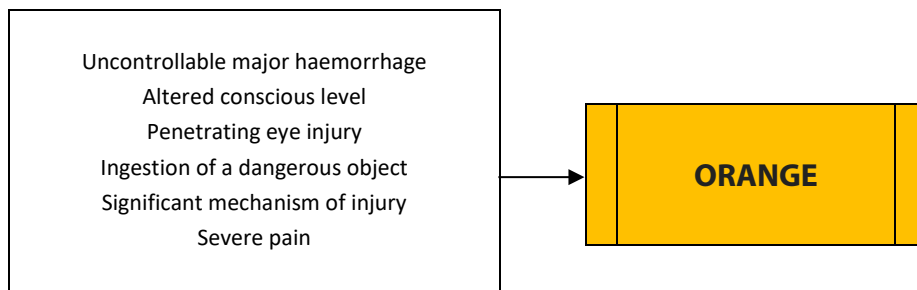 Uncontrollable major haemorrhage
Altered conscious level
Penetrating eye injury
Ingestion of a dangerous object
Significant mechanism of injury
Severe pain
ORANGE